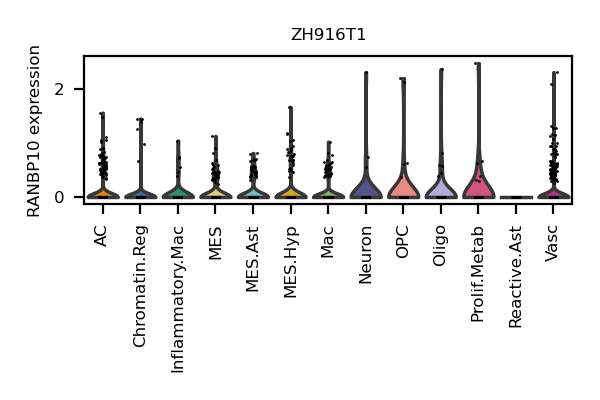 ZH916T1
RANBP10 expression
2
0
AC
Chromatin.Reg
Inflammatory.Mac
MES
MES.Ast
MES.Hyp
Mac
Neuron
OPC
Oligo
Prolif.Metab
Reactive.Ast
Vasc